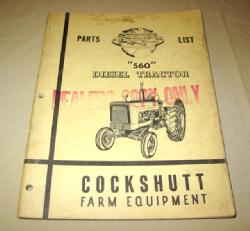 PARTS LIST
"560"
DIESEL TRACTOR
DEALERS COPY ONLY
COCKSHUTT
FARM EQUIPMENT